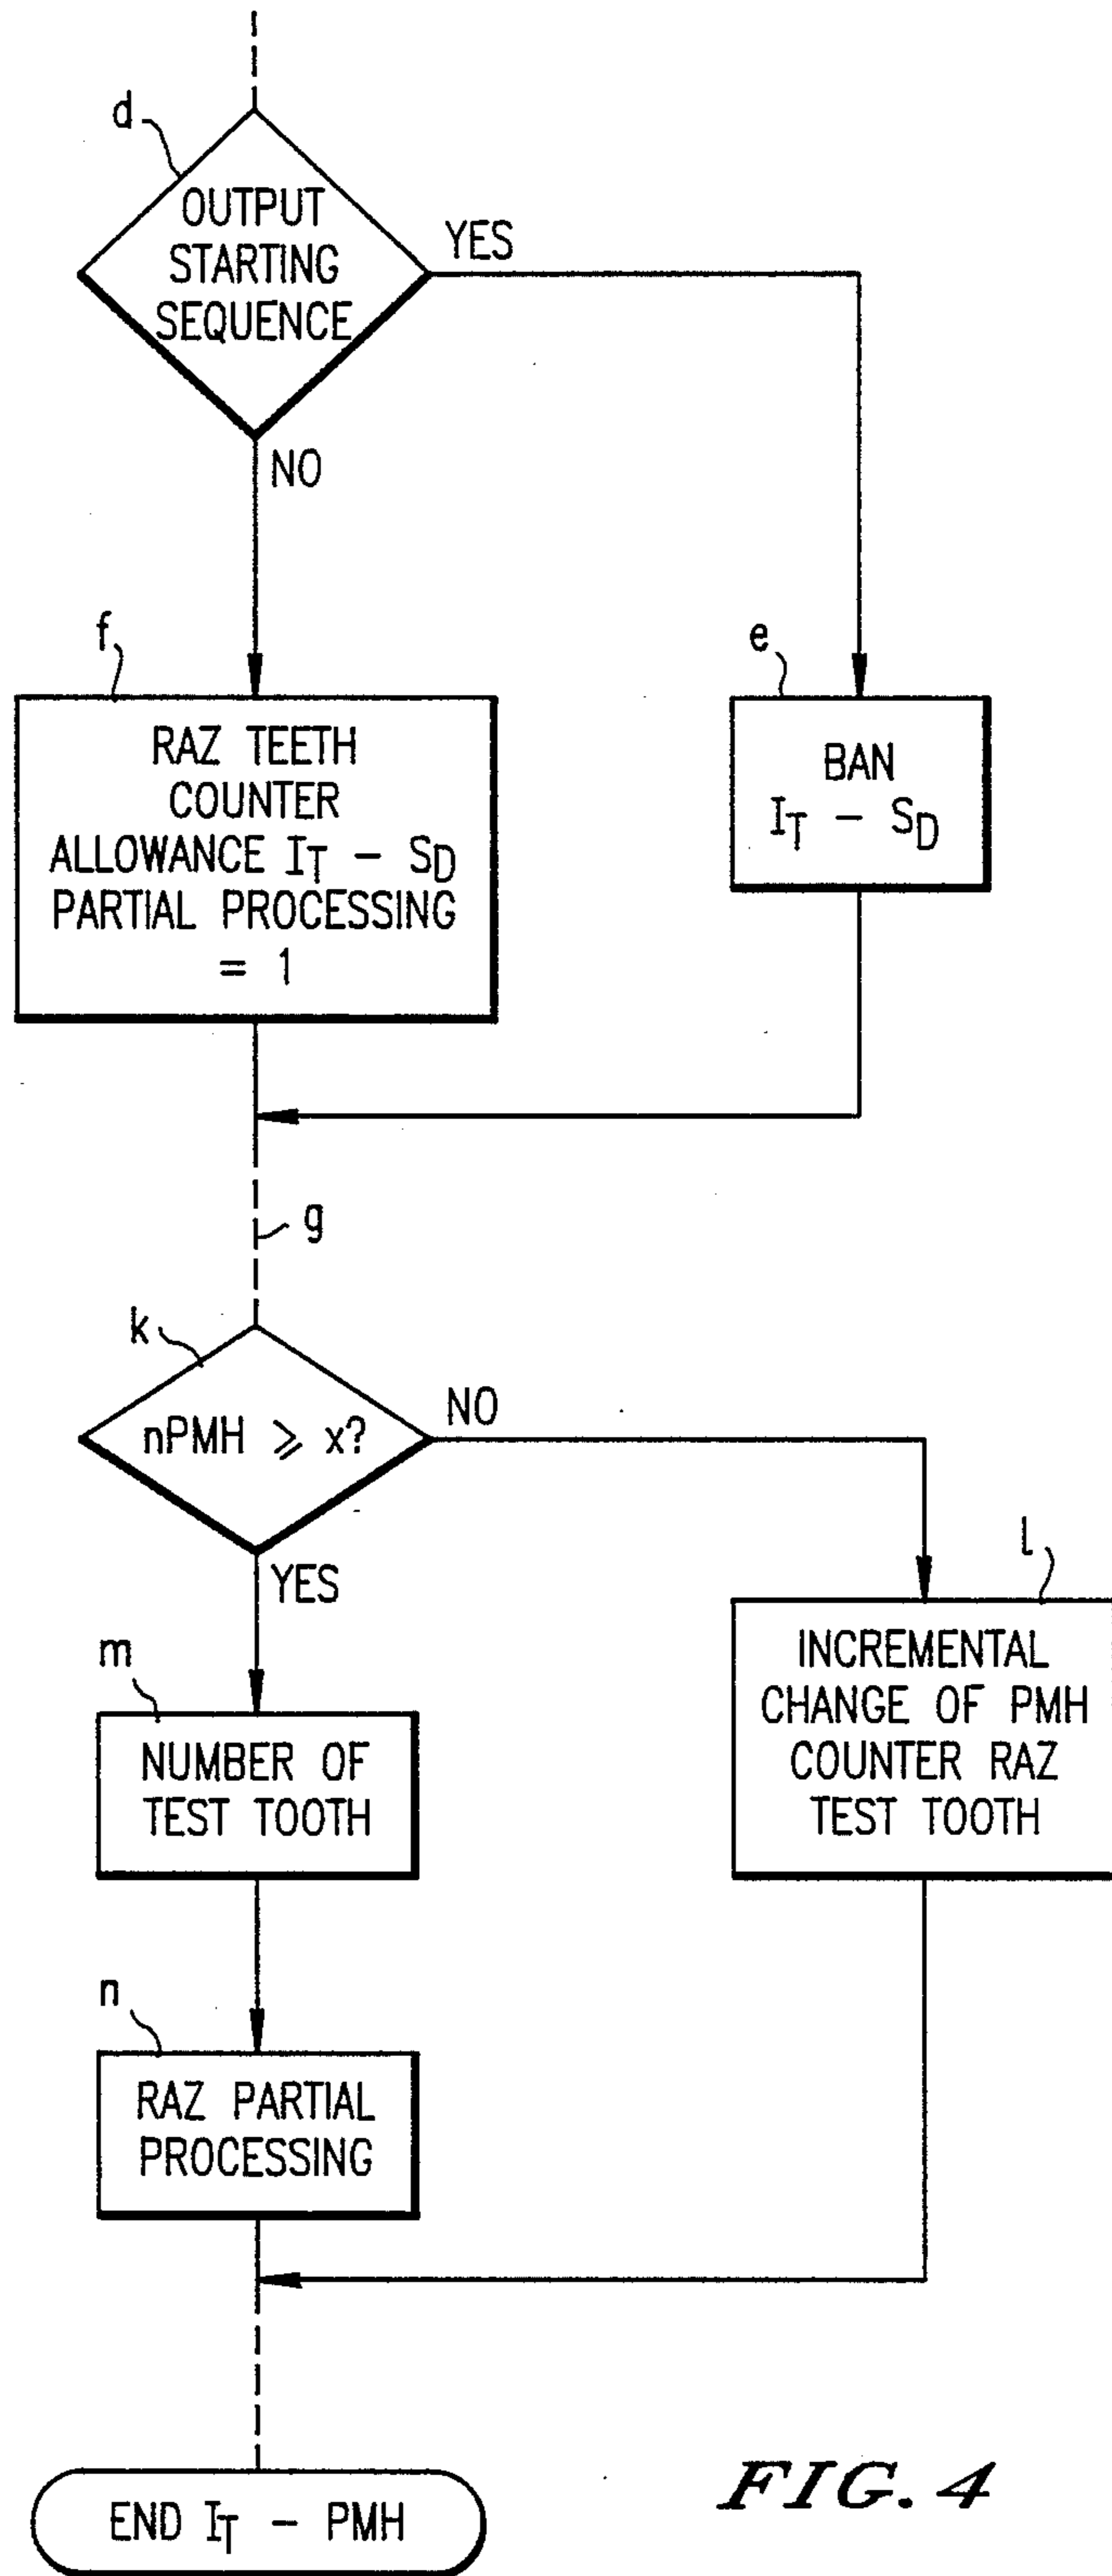 d
OUTPUT
STARTING
SEQUENCE
YES
NO
f
RAZ TEETH
COUNTER
ALLOWANCE IT - SD
PARTIAL PROCESSING
= 1
e
BAN
IT - SD
g
k
nPMH ⩾ x?
NO
YES
l
INCREMENTAL
CHANGE OF PMH
COUNTER RAZ
TEST TOOTH
m
NUMBER OF
TEST TOOTH
n
RAZ PARTIAL
PROCESSING
END IT - PMH
FIG. 4